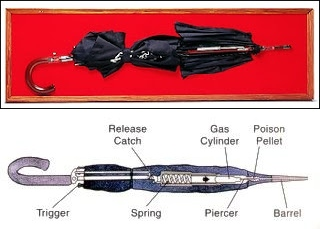 Release Gas Poison
Catch Cylinder Pellet
Trigger Spring Piercer Barrel